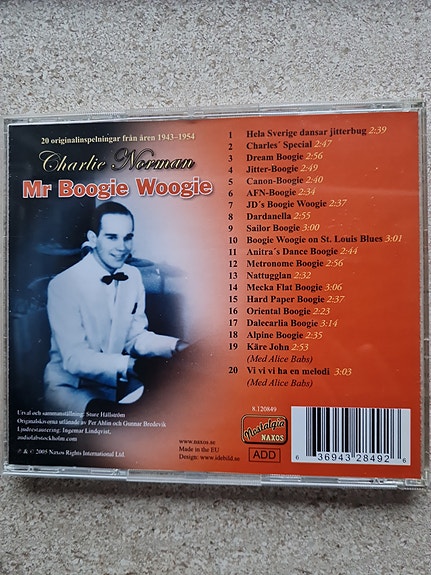 20 originalinspelningar från åren 1943-1954
Charlie Norman
Mr Boogie Woogie
1 Hela Sverige dansar jitterbug 2:39
2 Charles´ Special 2:47
3 Dream Boogie 2:56
4 Jitter-Boogie 2:49
5 Canon-Boogie 2:40
6 AFN-Boogie 2:34
7 JD´s Boogie Woogie 2:37
8 Dardanella 2:55
9 Sailor Boogie 3:00
10 Boogie Woogie on St. Louis Blues 3:01
11 Anitra´s Dance Boogie 2:44
12 Metronome Boogie 2:56
13 Nattugglan 2:32
14 Mecka Flat Boogie 3:06
15 Hard Paper Boogie 2:37
16 Oriental Boogie 2:23
17 Dalecarlia Boogie 3:14
18 Alpine Boogie 2:35
19 Käre John 2:53
(Med Alice Babs)
20 Vi vi vi ha en melodi 3:03
(Med Alice Babs)
Urval och sammanställning: Sture Hällström
Originalskivorna utlånade av Per Ahlin och Gunnar Bredevik
Ljudrestaurering: Ingemar Lindqvist,
audiolabstockholm.com
℗ & © 2005 Naxos Rights International Ltd.
www.naxos.se
Made in the EU
Design: www.idebild.se
8.120849
Nostalgia
NAXOS
ADD
6 36943 28492 6